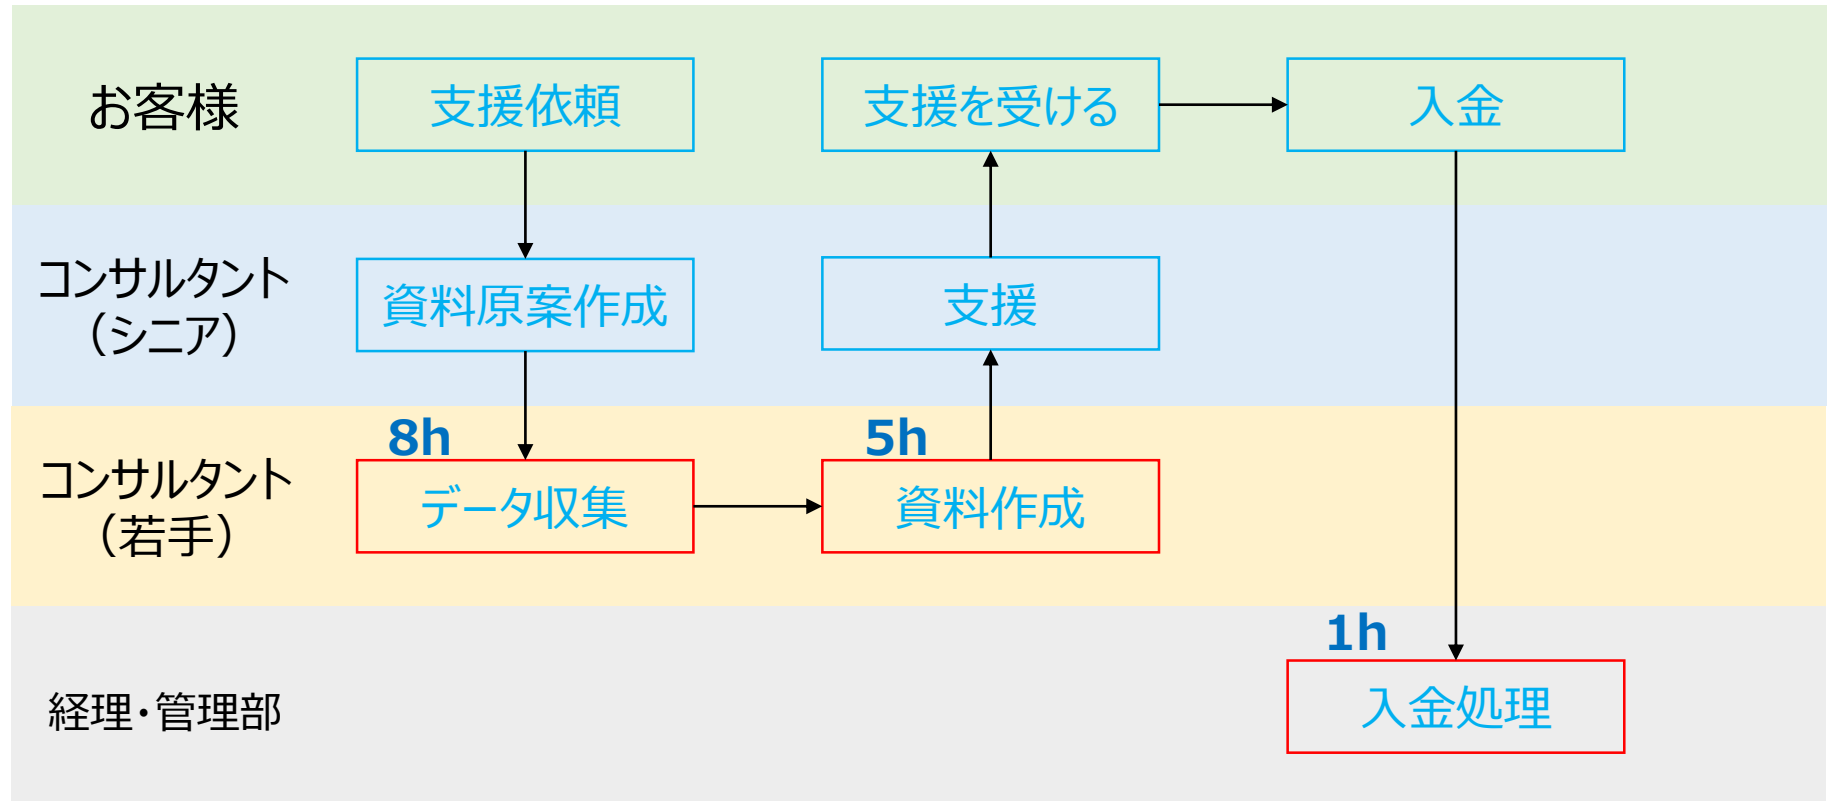 お客様
支援依頼
支援を受ける
入金
コンサルタント
（シニア）
資料原案作成
支援
コンサルタント
（若手）
8h
データ収集
5h
資料作成
経理・管理部
1h
入金処理